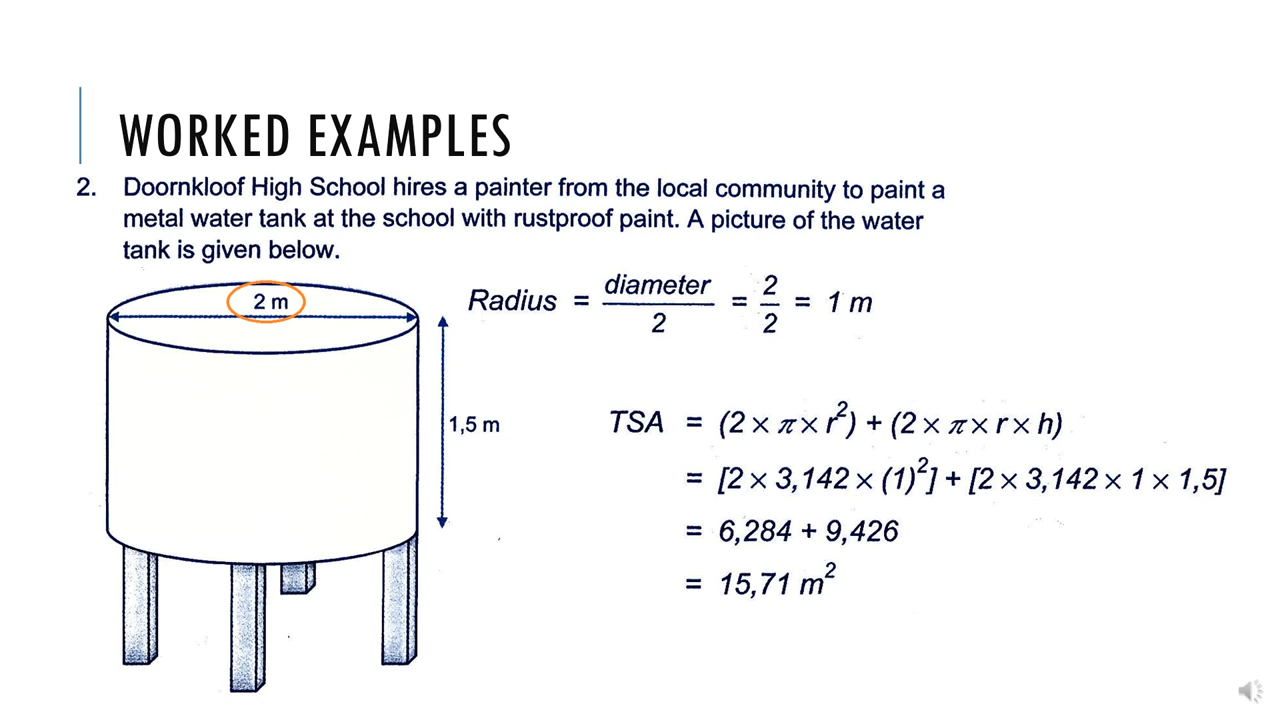 WORKED EXAMPLES
2. Doornkloof High School hires a painter from the local community to paint a
metal water tank at the school with rustproof paint. A picture of the water
tank is given below.
2 m
Radius = diameter/2 = 2/2 = 1 m
1,5 m
TSA = (2 × π × r²) + (2 × π × r × h)
= [2 × 3,142 × (1)²] + [2 × 3,142 × 1 × 1,5]
= 6,284 + 9,426
= 15,71 m²